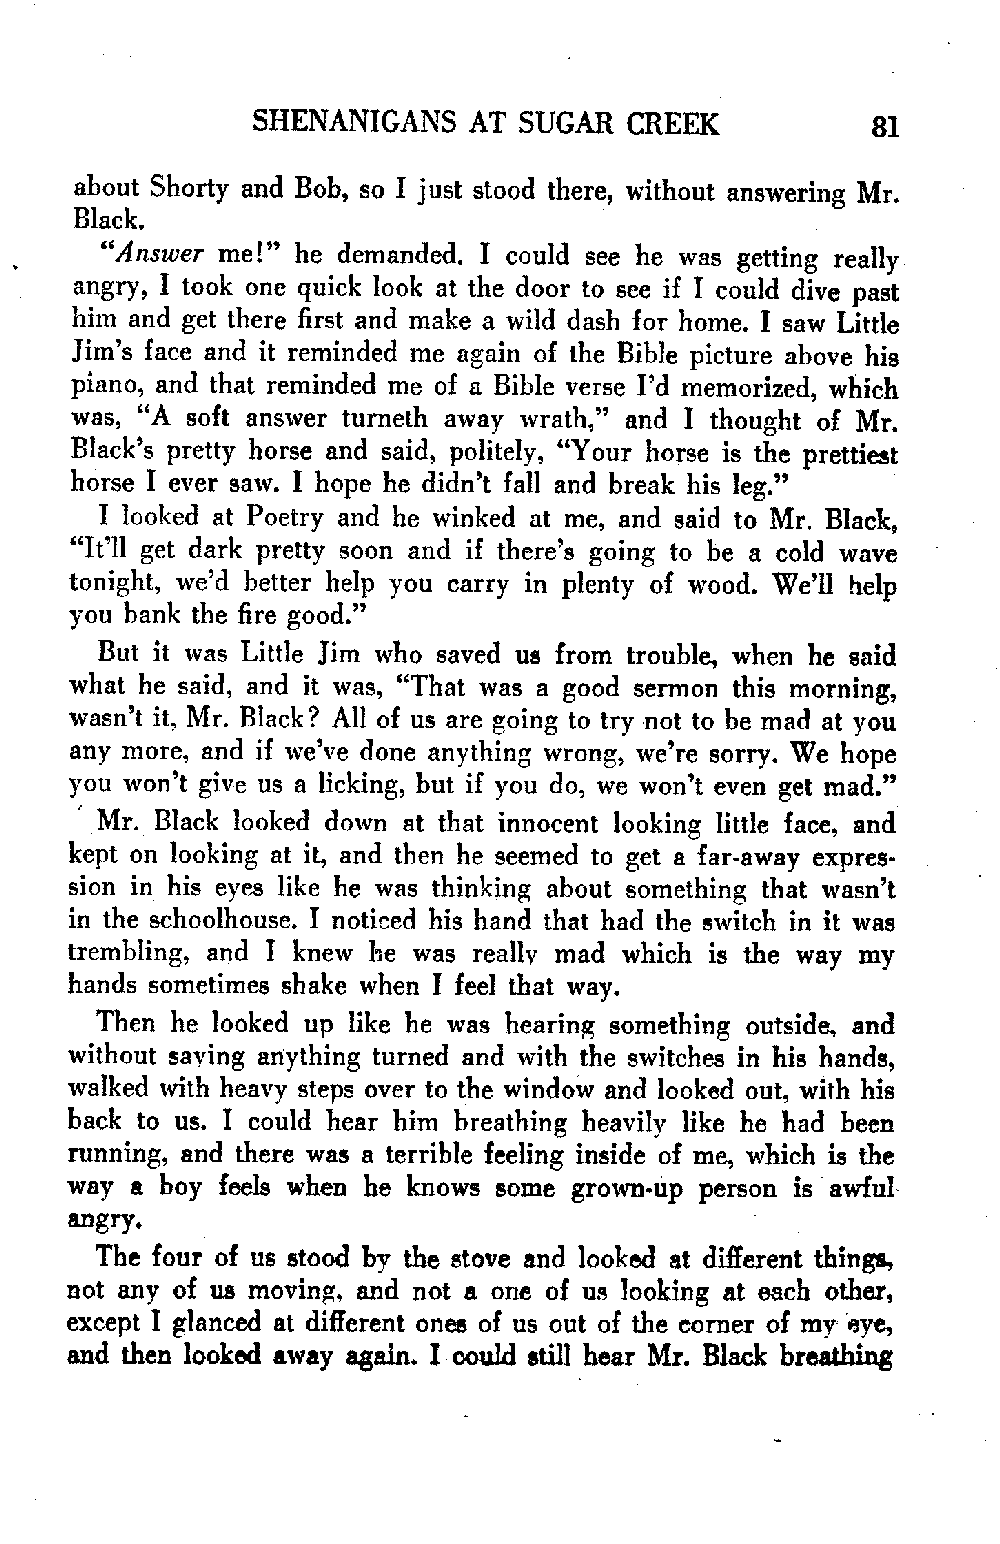 SHENANIGANS AT SUGAR CREEK 81
about Shorty and Bob, so I just stood there, without answering Mr.
Black.
“Answer me!” he demanded. I could see he was getting really
angry, I took one quick look at the door to see if I could dive past
him and get there first and make a wild dash for home. I saw Little
Jim’s face and it reminded me again of the Bible picture above his
piano, and that reminded me of a Bible verse I’d memorized, which
was, “A soft answer turneth away wrath,” and I thought of Mr.
Black’s pretty horse and said, politely, “Your horse is the prettiest
horse I ever saw. I hope he didn’t fall and break his leg.”
I looked at Poetry and he winked at me, and said to Mr. Black,
“It’ll get dark pretty soon and if there’s going to be a cold wave
tonight, we’d better help you carry in plenty of wood. We’ll help
you bank the fire good.”
But it was Little Jim who saved us from trouble, when he said
what he said, and it was, “That was a good sermon this morning,
wasn’t it, Mr. Black? All of us are going to try not to be mad at you
any more, and if we’ve done anything wrong, we’re sorry. We hope
you won’t give us a licking, but if you do, we won’t even get mad.”
Mr. Black looked down at that innocent looking little face, and
kept on looking at it, and then he seemed to get a far-away expres-
sion in his eyes like he was thinking about something that wasn’t
in the schoolhouse. I noticed his hand that had the switch in it was
trembling, and I knew he was really mad which is the way my
hands sometimes shake when I feel that way.
Then he looked up like he was hearing something outside, and
without saying anything turned and with the switches in his hands,
walked with heavy steps over to the window and looked out, with his
back to us. I could hear him breathing heavily like he had been
running, and there was a terrible feeling inside of me, which is the
way a boy feels when he knows some grown-up person is awful
angry.
The four of us stood by the stove and looked at different things,
not any of us moving, and not a one of us looking at each other,
except I glanced at different ones of us out of the corner of my eye,
and then looked away again. I could still hear Mr. Black breathing